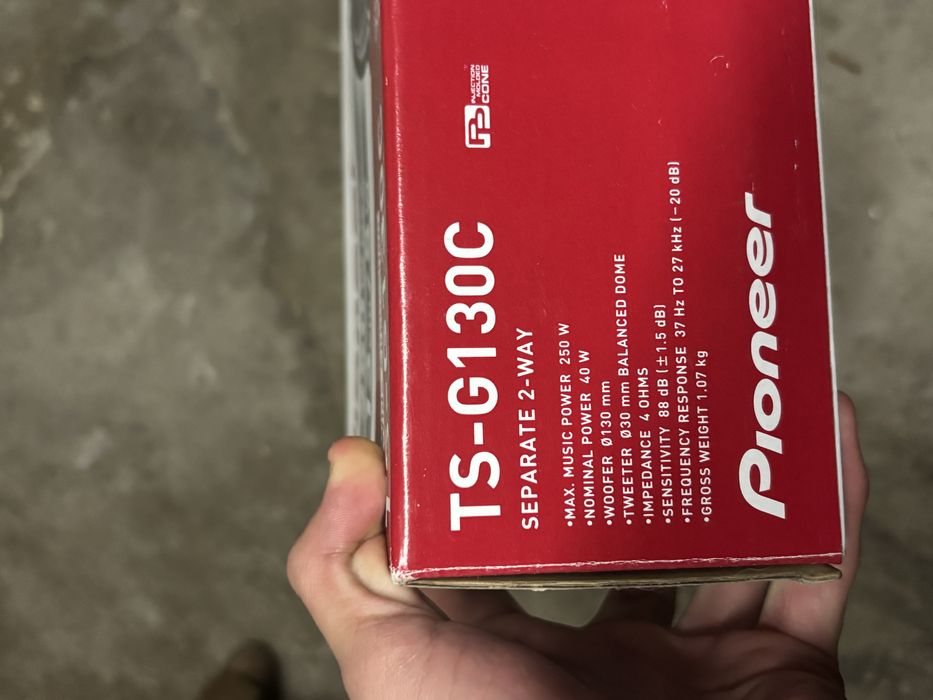 INJECTION
MOLDED
CONE
TS-G130C
SEPARATE 2-WAY
•MAX. MUSIC POWER 250 W
•NOMINAL POWER 40 W
•WOOFER Ø130 mm
•TWEETER Ø30 mm BALANCED DOME
•IMPEDANCE 4 OHMS
•SENSITIVITY 88 dB (±1.5 dB)
•FREQUENCY RESPONSE 37 Hz TO 27 kHz (−20 dB)
•GROSS WEIGHT 1.07 kg
Pioneer